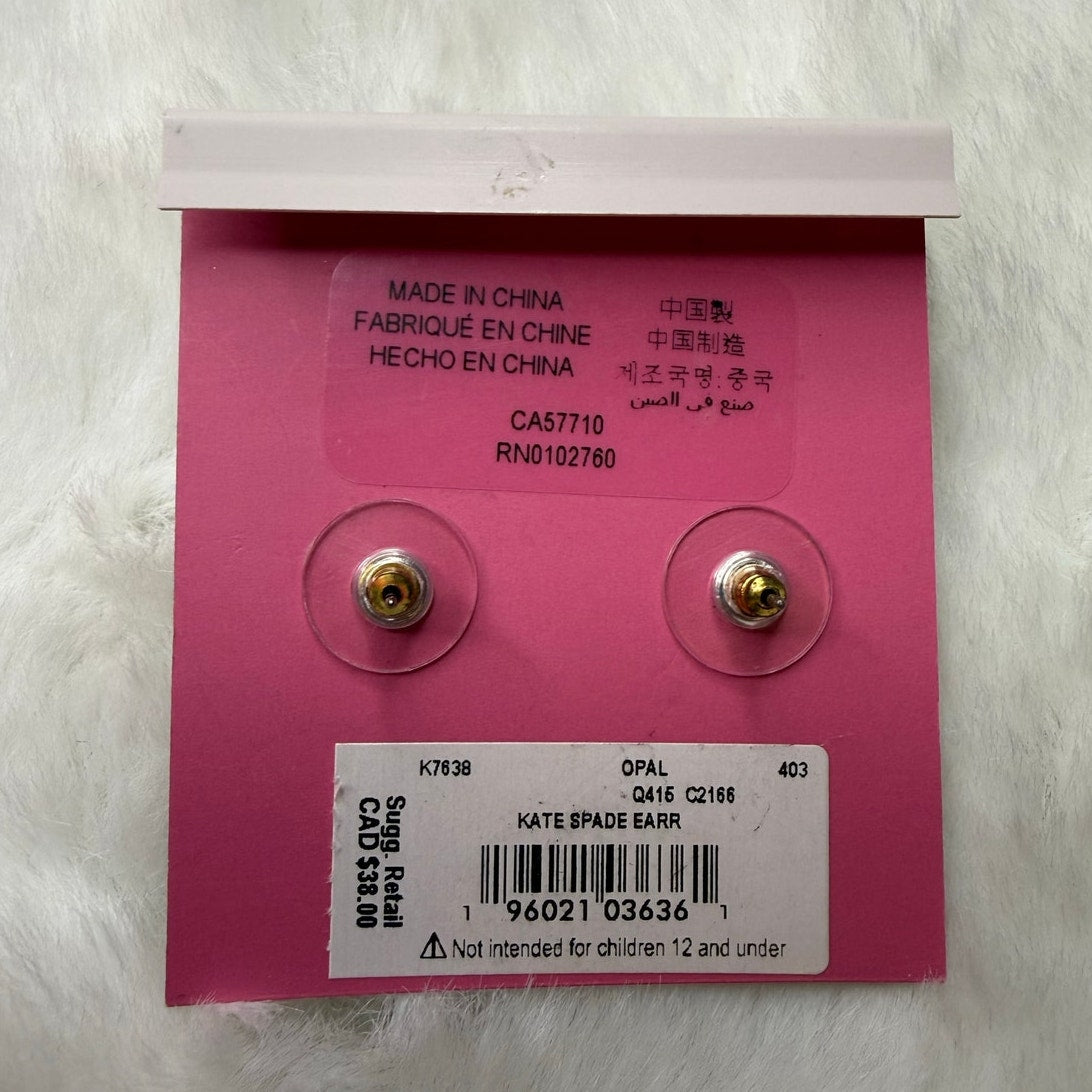 MADE IN CHINA
FABRIQUÉ EN CHINE
HECHO EN CHINA
中国製
中国制造
제조국명: 중국
صنع في الصين
CA57710
RN0102760
K7638 OPAL 403
Q415 C2166
KATE SPADE EARR
1 96021 03636 1
⚠ Not intended for children 12 and under
Sugg. Retail
CAD $38.00